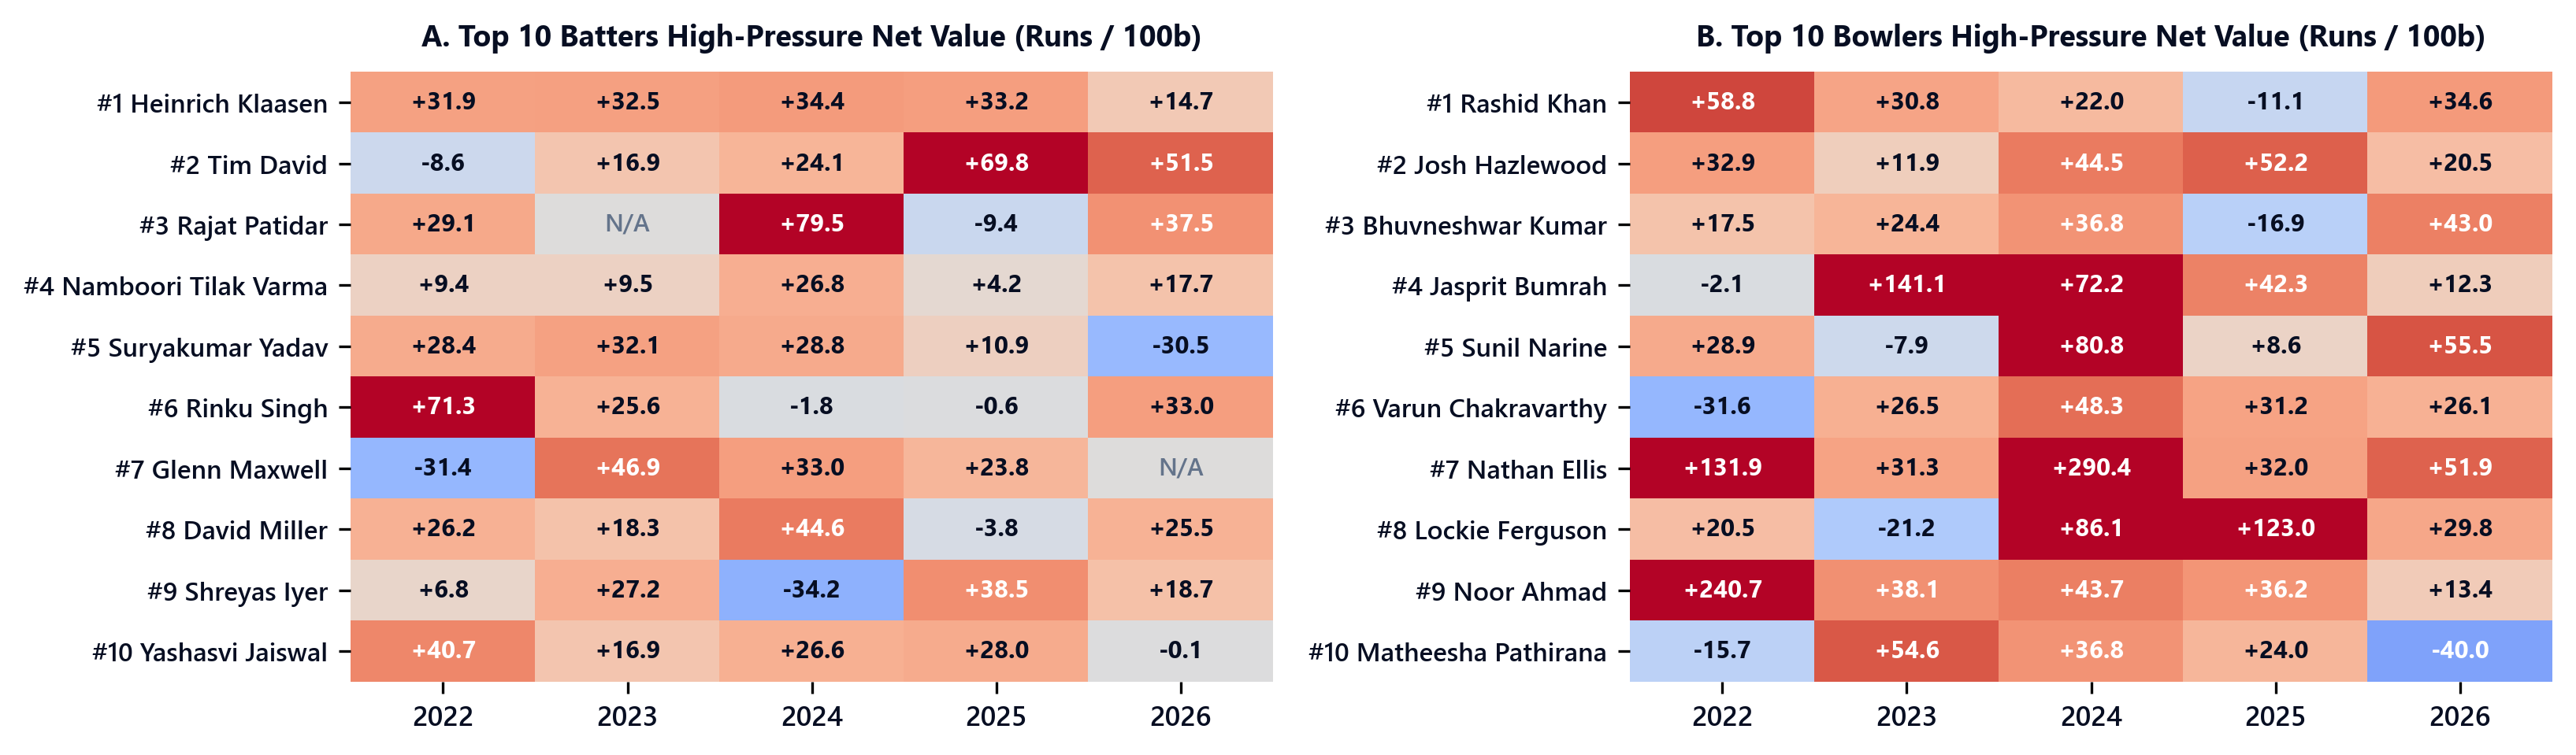 A. Top 10 Batters High-Pressure Net Value (Runs / 100b)
#1 Heinrich Klaasen +31.9 +32.5 +34.4 +33.2 +14.7
#2 Tim David -8.6 +16.9 +24.1 +69.8 +51.5
#3 Rajat Patidar +29.1 N/A +79.5 -9.4 +37.5
#4 Namboori Tilak Varma +9.4 +9.5 +26.8 +4.2 +17.7
#5 Suryakumar Yadav +28.4 +32.1 +28.8 +10.9 -30.5
#6 Rinku Singh +71.3 +25.6 -1.8 -0.6 +33.0
#7 Glenn Maxwell -31.4 +46.9 +33.0 +23.8 N/A
#8 David Miller +26.2 +18.3 +44.6 -3.8 +25.5
#9 Shreyas Iyer +6.8 +27.2 -34.2 +38.5 +18.7
#10 Yashasvi Jaiswal +40.7 +16.9 +26.6 +28.0 -0.1
2022 2023 2024 2025 2026
B. Top 10 Bowlers High-Pressure Net Value (Runs / 100b)
#1 Rashid Khan +58.8 +30.8 +22.0 -11.1 +34.6
#2 Josh Hazlewood +32.9 +11.9 +44.5 +52.2 +20.5
#3 Bhuvneshwar Kumar +17.5 +24.4 +36.8 -16.9 +43.0
#4 Jasprit Bumrah -2.1 +141.1 +72.2 +42.3 +12.3
#5 Sunil Narine +28.9 -7.9 +80.8 +8.6 +55.5
#6 Varun Chakravarthy -31.6 +26.5 +48.3 +31.2 +26.1
#7 Nathan Ellis +131.9 +31.3 +290.4 +32.0 +51.9
#8 Lockie Ferguson +20.5 -21.2 +86.1 +123.0 +29.8
#9 Noor Ahmad +240.7 +38.1 +43.7 +36.2 +13.4
#10 Matheesha Pathirana -15.7 +54.6 +36.8 +24.0 -40.0
2022 2023 2024 2025 2026